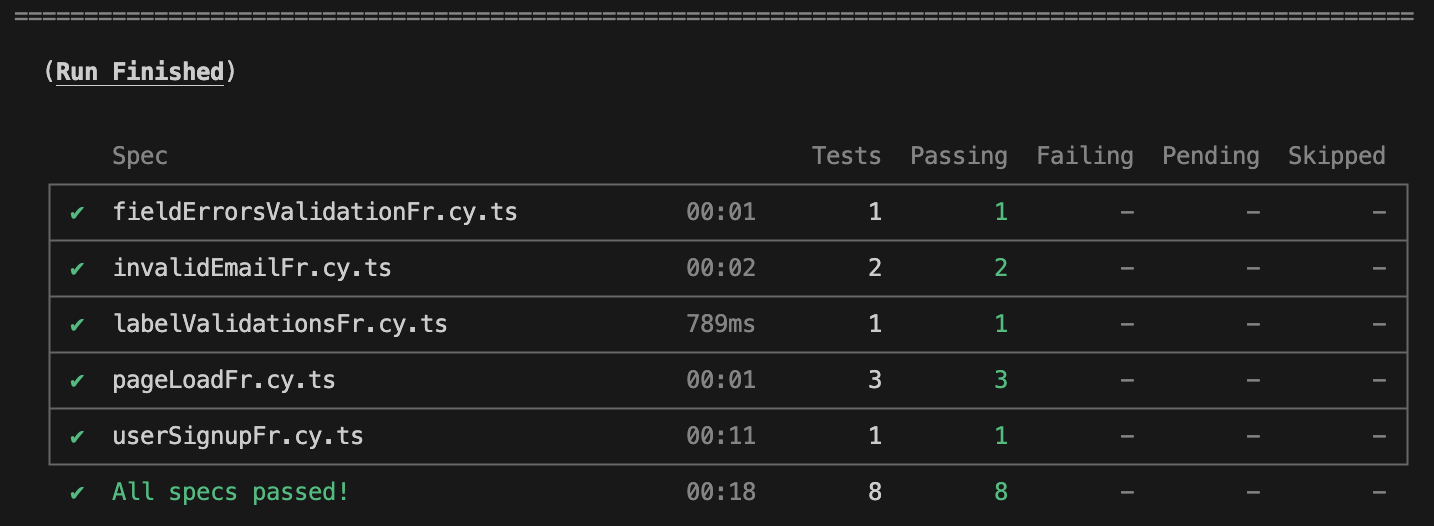 ====================================================================================================
(Run Finished)
Spec Tests Passing Failing Pending Skipped
✔ fieldErrorsValidationFr.cy.ts 00:01 1 1 - - -
✔ invalidEmailFr.cy.ts 00:02 2 2 - - -
✔ labelValidationsFr.cy.ts 789ms 1 1 - - -
✔ pageLoadFr.cy.ts 00:01 3 3 - - -
✔ userSignupFr.cy.ts 00:11 1 1 - - -
✔ All specs passed! 00:18 8 8 - - -